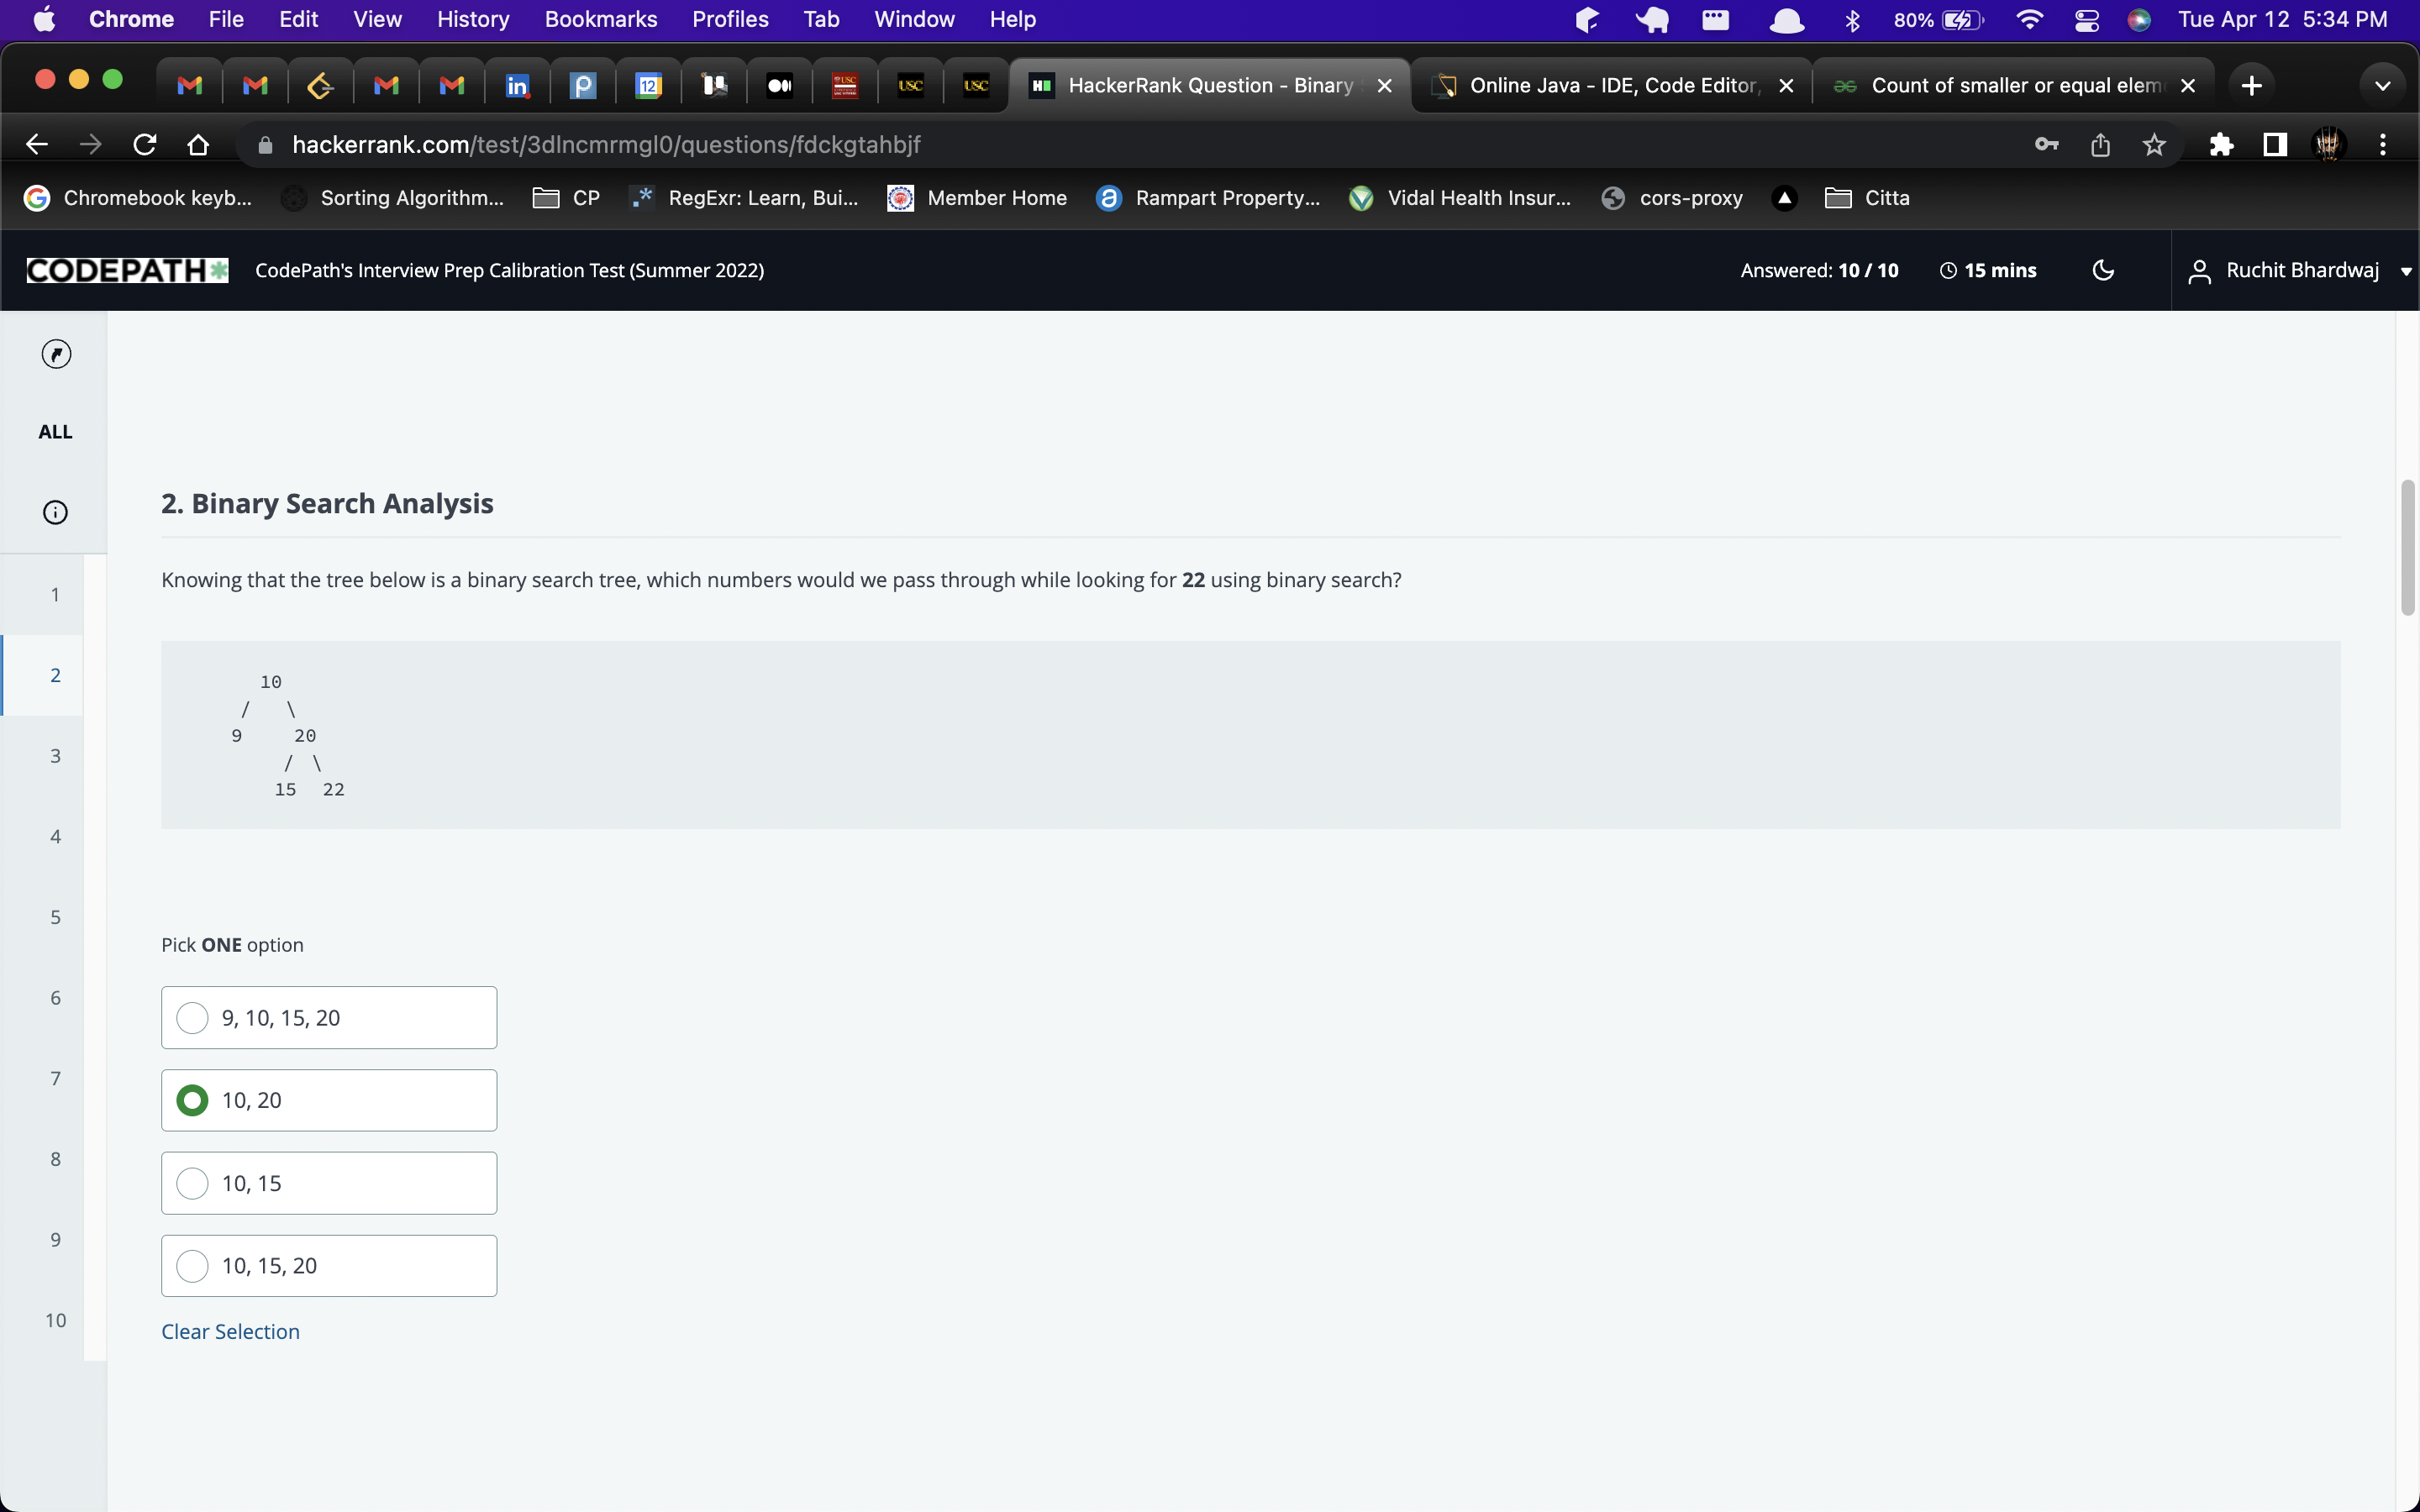 Chrome File Edit View History Bookmarks Profiles Tab Window Help 80% Tue Apr 12 5:34 PM
12 HackerRank Question - Binary Online Java - IDE, Code Editor, Count of smaller or equal elem
hackerrank.com/test/3dlncmrmgl0/questions/fdckgtahbjf
Chromebook keyb... Sorting Algorithm... CP RegExr: Learn, Bui... Member Home Rampart Property... Vidal Health Insur... cors-proxy Citta
CODEPATH* CodePath's Interview Prep Calibration Test (Summer 2022) Answered: 10 / 10 15 mins Ruchit Bhardwaj
ALL
2. Binary Search Analysis
Knowing that the tree below is a binary search tree, which numbers would we pass through while looking for 22 using binary search?
1
2
3
4
5
6
7
8
9
10
10
/ \
9 20
/ \
15 22
Pick ONE option
9, 10, 15, 20
10, 20
10, 15
10, 15, 20
Clear Selection